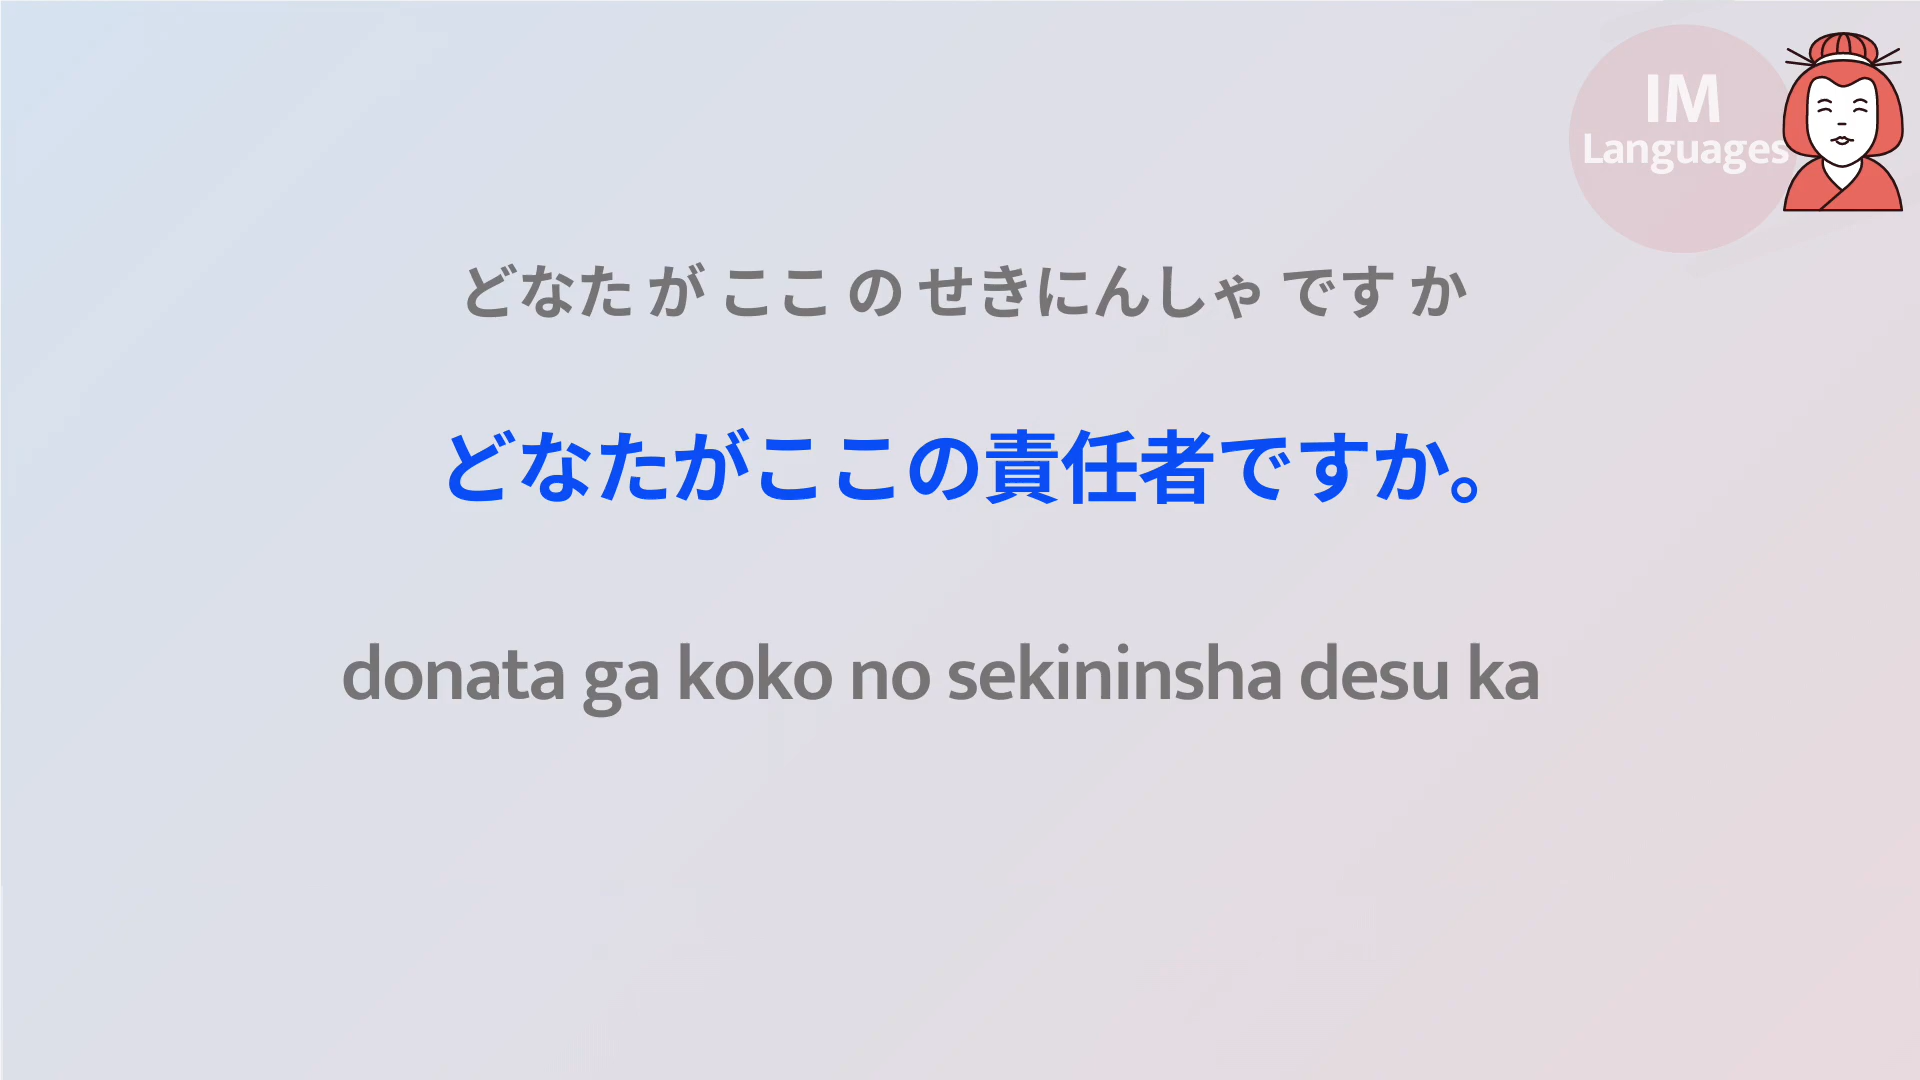 IM
Languages
どなた が ここ の せきにんしゃ です か
どなたがここの責任者ですか。
donata ga koko no sekininsha desu ka